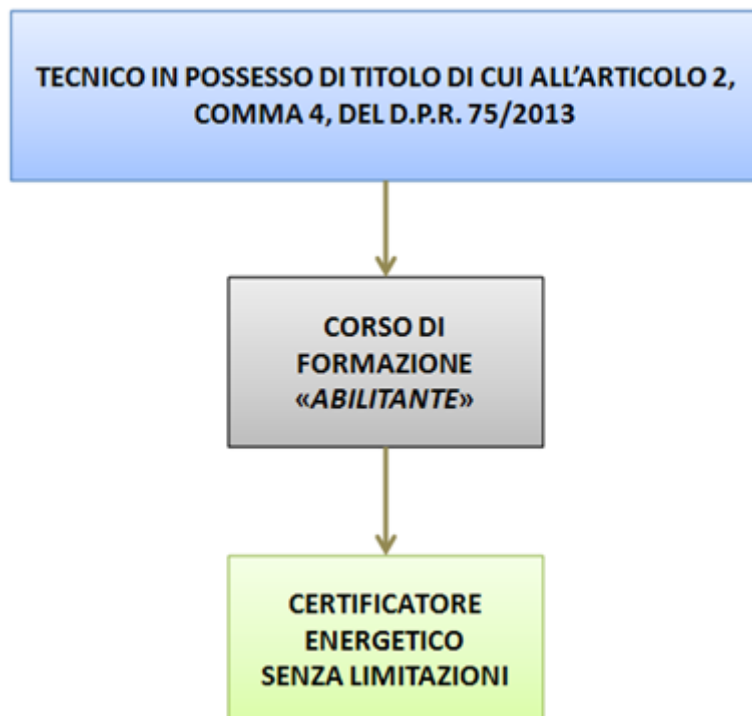 TECNICO IN POSSESSO DI TITOLO DI CUI ALL’ARTICOLO 2,
COMMA 4, DEL D.P.R. 75/2013
CORSO DI
FORMAZIONE
«ABILITANTE»
CERTIFICATORE
ENERGETICO
SENZA LIMITAZIONI